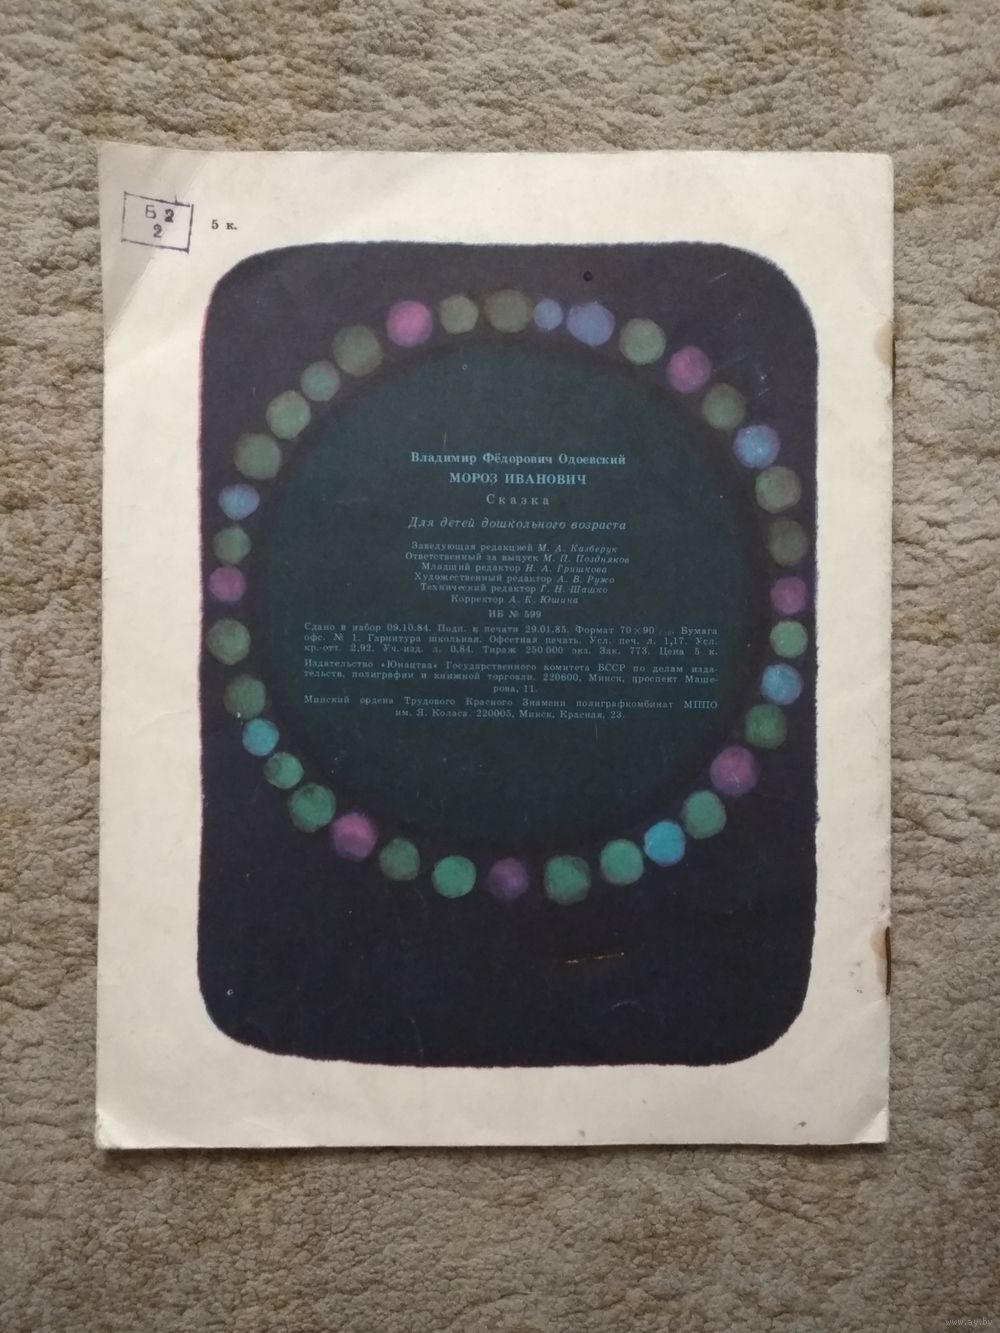 Б 2
2
5 к.
Владимир Фёдорович Одоевский
МОРОЗ ИВАНОВИЧ
Сказка
Для детей дошкольного возраста
Заведующая редакцией М. А. Казберук
Ответственный за выпуск М. П. Поздняков
Младший редактор Н. А. Гришкова
Художественный редактор А. В. Ружо
Технический редактор Г. Н. Шашко
Корректор А. К. Юшина
ИБ № 599
Сдано в набор 09.10.84. Подп. к печати 29.01.85. Формат 70×90 Бумага
офс. № 1. Гарнитура школьная. Офсетная печать. Усл. печ. л. 1,17. Усл.
кр.-отт. 2,92. Уч.-изд. л. 0,84. Тираж 250 000 экз. Зак. 773. Цена 5 к.
Издательство «Юнацтва» Государственного комитета БССР по делам изда-
тельств, полиграфии и книжной торговли. 220600, Минск, проспект Маше-
рова, 11.
Минский ордена Трудового Красного Знамени полиграфкомбинат МППО
им. Я. Коласа. 220005, Минск, Красная, 23.
www.ay.by